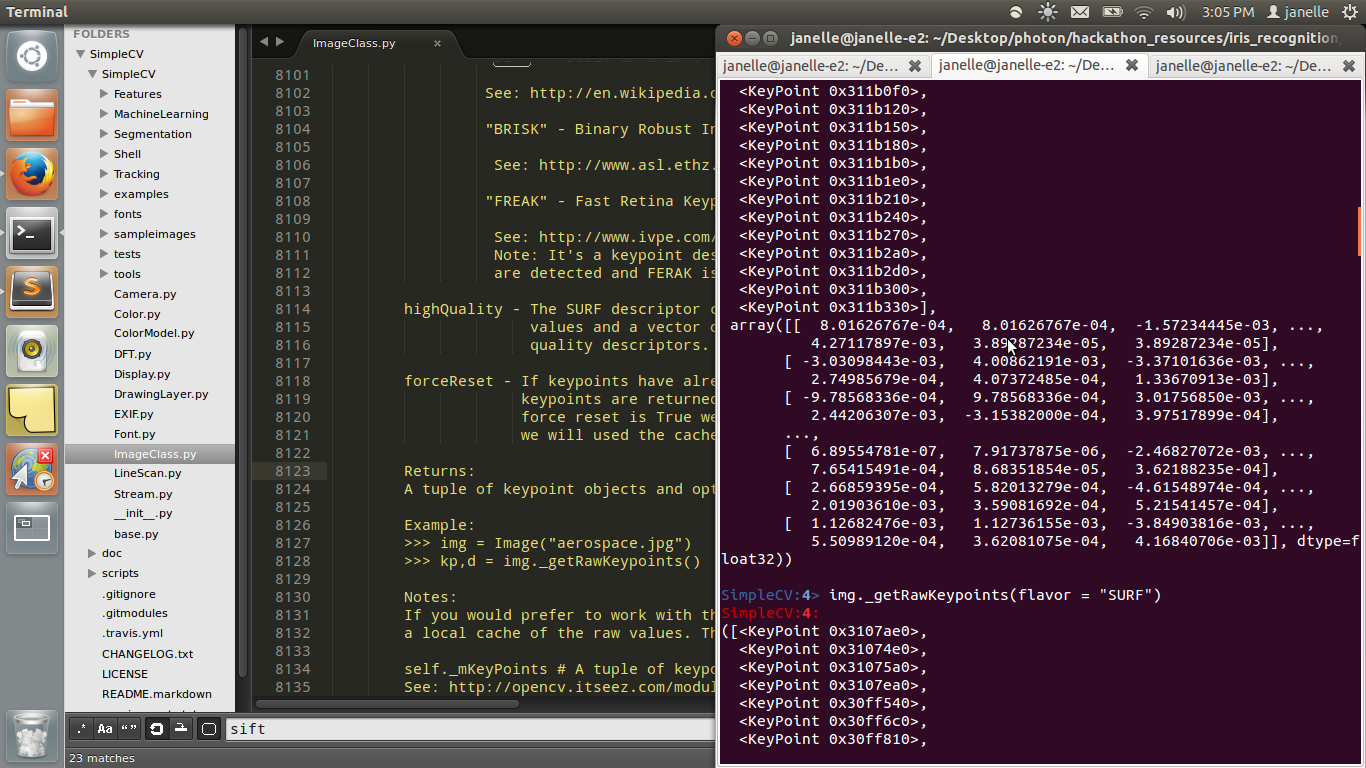 Terminal
3:05 PM
janelle
FOLDERS
SimpleCV
SimpleCV
Features
MachineLearning
Segmentation
Shell
Tracking
examples
fonts
sampleimages
tests
tools
Camera.py
Color.py
ColorModel.py
DFT.py
Display.py
DrawingLayer.py
EXIF.py
Font.py
ImageClass.py
LineScan.py
Stream.py
__init__.py
base.py
doc
scripts
.gitignore
.gitmodules
.travis.yml
CHANGELOG.txt
LICENSE
README.markdown
ImageClass.py
8101
8102 See: http://en.wikipedia.c
8103
8104 "BRISK" - Binary Robust In
8105
8106 See: http://www.asl.ethz.
8107
8108 "FREAK" - Fast Retina Keyp
8109
8110 See: http://www.ivpe.com/
8111 Note: It's a keypoint des
8112 are detected and FERAK is
8113
8114 highQuality - The SURF descriptor c
8115 values and a vector o
8116 quality descriptors.
8117
8118 forceReset - If keypoints have alre
8119 keypoints are returned
8120 force reset is True we
8121 we will used the cache
8122
8123 Returns:
8124 A tuple of keypoint objects and opt
8125
8126 Example:
8127 >>> img = Image("aerospace.jpg")
8128 >>> kp,d = img._getRawKeypoints()
8129
8130 Notes:
8131 If you would prefer to work with th
8132 a local cache of the raw values. Th
8133
8134 self._mKeyPoints # A tuple of keypo
8135 See: http://opencv.itseez.com/modul
.* Aa “”
sift
23 matches
janelle@janelle-e2: ~/Desktop/photon/hackathon_resources/iris_recognition
janelle@janelle-e2: ~/De...
janelle@janelle-e2: ~/De...
janelle@janelle-e2: ~/De...
<KeyPoint 0x311b0f0>,
<KeyPoint 0x311b120>,
<KeyPoint 0x311b150>,
<KeyPoint 0x311b180>,
<KeyPoint 0x311b1b0>,
<KeyPoint 0x311b1e0>,
<KeyPoint 0x311b210>,
<KeyPoint 0x311b240>,
<KeyPoint 0x311b270>,
<KeyPoint 0x311b2a0>,
<KeyPoint 0x311b2d0>,
<KeyPoint 0x311b300>,
<KeyPoint 0x311b330>],
array([[ 8.01626767e-04, 8.01626767e-04, -1.57234445e-03, ...,
4.27117897e-03, 3.89287234e-05, 3.89287234e-05],
[ -3.03098443e-03, 4.00862191e-03, -3.37101636e-03, ...,
2.74985679e-04, 4.07372485e-04, 1.33670913e-03],
[ -9.78568336e-04, 9.78568336e-04, 3.01756850e-03, ...,
2.44206307e-03, -3.15382000e-04, 3.97517899e-04],
...,
[ 6.89554781e-07, 7.91737875e-06, -2.46827072e-03, ...,
7.65415491e-04, 8.68351854e-05, 3.62188235e-04],
[ 2.66859395e-04, 5.82013279e-04, -4.61548974e-04, ...,
2.01903610e-03, 3.59081692e-04, 5.21541457e-04],
[ 1.12682476e-03, 1.12736155e-03, -3.84903816e-03, ...,
5.50989120e-04, 3.62081075e-04, 4.16840706e-03]], dtype=f
loat32))
SimpleCV:4> img._getRawKeypoints(flavor = "SURF")
SimpleCV:4:
([<KeyPoint 0x3107ae0>,
<KeyPoint 0x31074e0>,
<KeyPoint 0x31075a0>,
<KeyPoint 0x3107ea0>,
<KeyPoint 0x30ff540>,
<KeyPoint 0x30ff6c0>,
<KeyPoint 0x30ff810>,